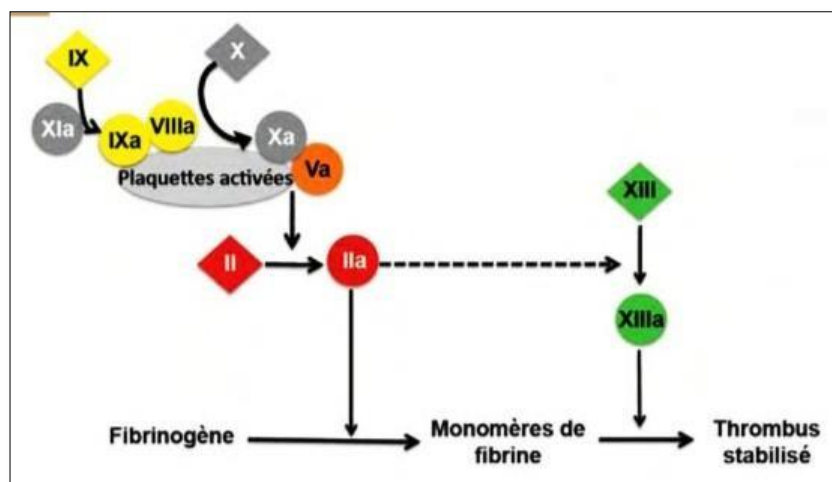 IX
X
XIa
IXa
VIIIa
Xa
Va
Plaquettes activées
XIII
II
IIa
XIIIa
Fibrinogène
Monomères de
fibrine
Thrombus
stabilisé